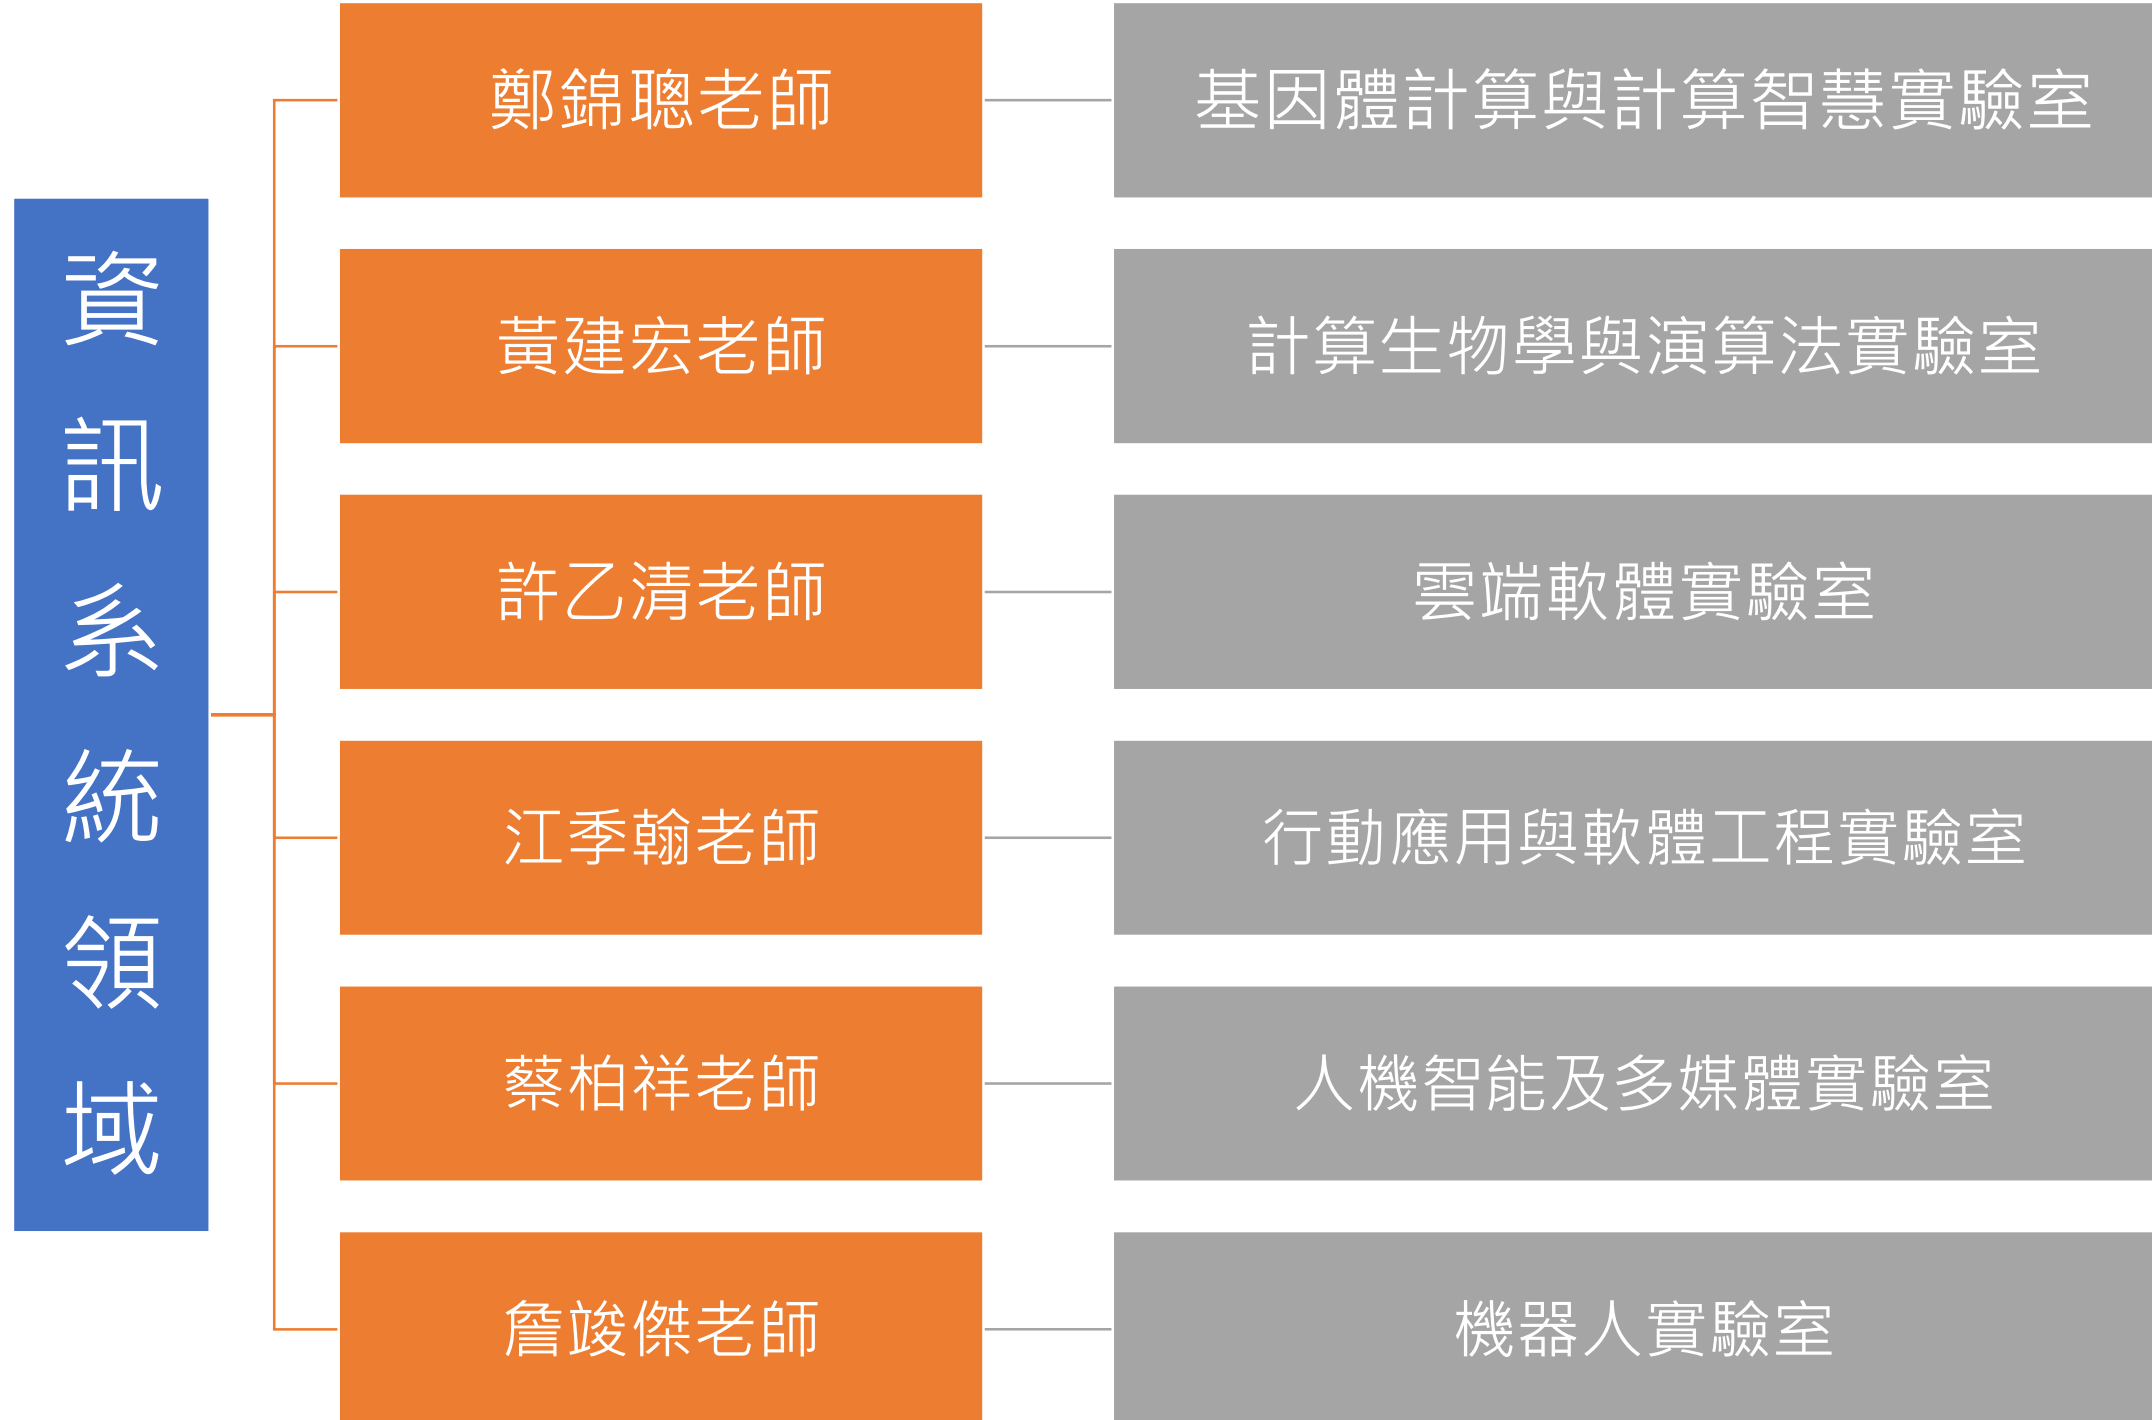 資訊系統領域
鄭錦聰老師
基因體計算與計算智慧實驗室
黃建宏老師
計算生物學與演算法實驗室
許乙清老師
雲端軟體實驗室
江季翰老師
行動應用與軟體工程實驗室
蔡柏祥老師
人機智能及多媒體實驗室
詹竣傑老師
機器人實驗室